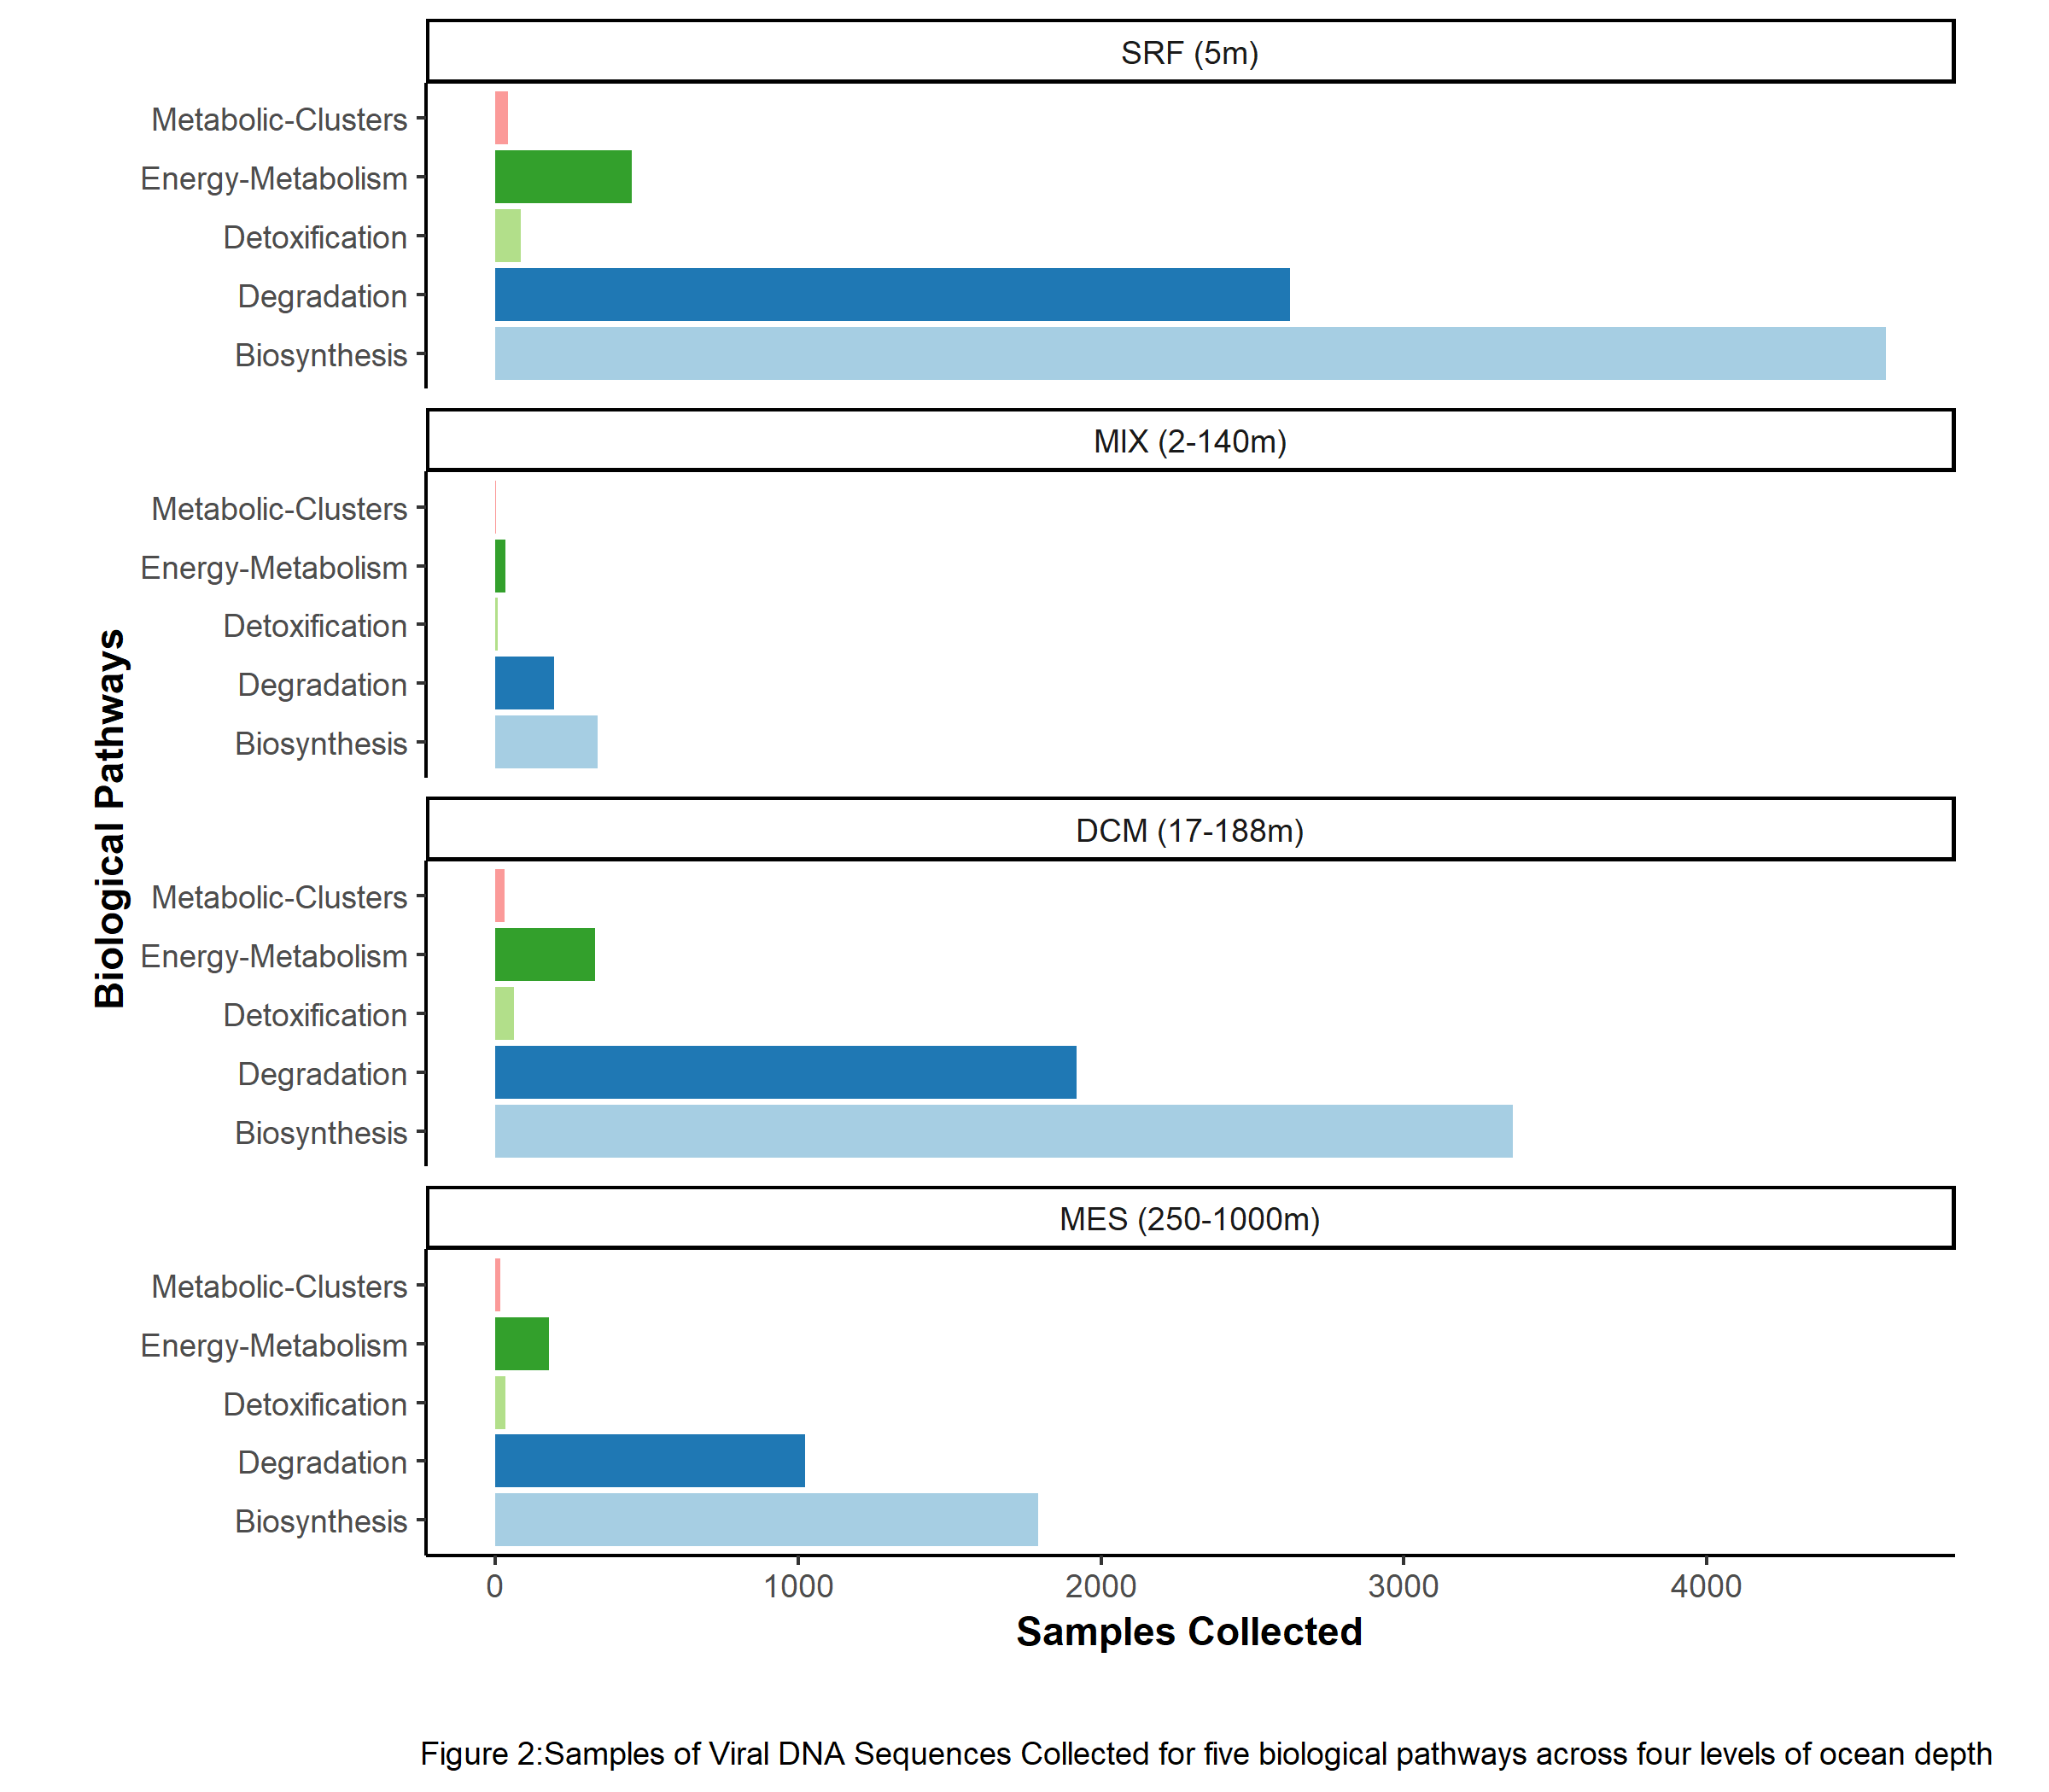 SRF (5m)
Metabolic-Clusters
Energy-Metabolism
Detoxification
Degradation
Biosynthesis
MIX (2-140m)
Metabolic-Clusters
Energy-Metabolism
Detoxification
Degradation
Biosynthesis
Biological Pathways
DCM (17-188m)
Metabolic-Clusters
Energy-Metabolism
Detoxification
Degradation
Biosynthesis
MES (250-1000m)
Metabolic-Clusters
Energy-Metabolism
Detoxification
Degradation
Biosynthesis
0 1000 2000 3000 4000
Samples Collected
Figure 2:Samples of Viral DNA Sequences Collected for five biological pathways across four levels of ocean depth